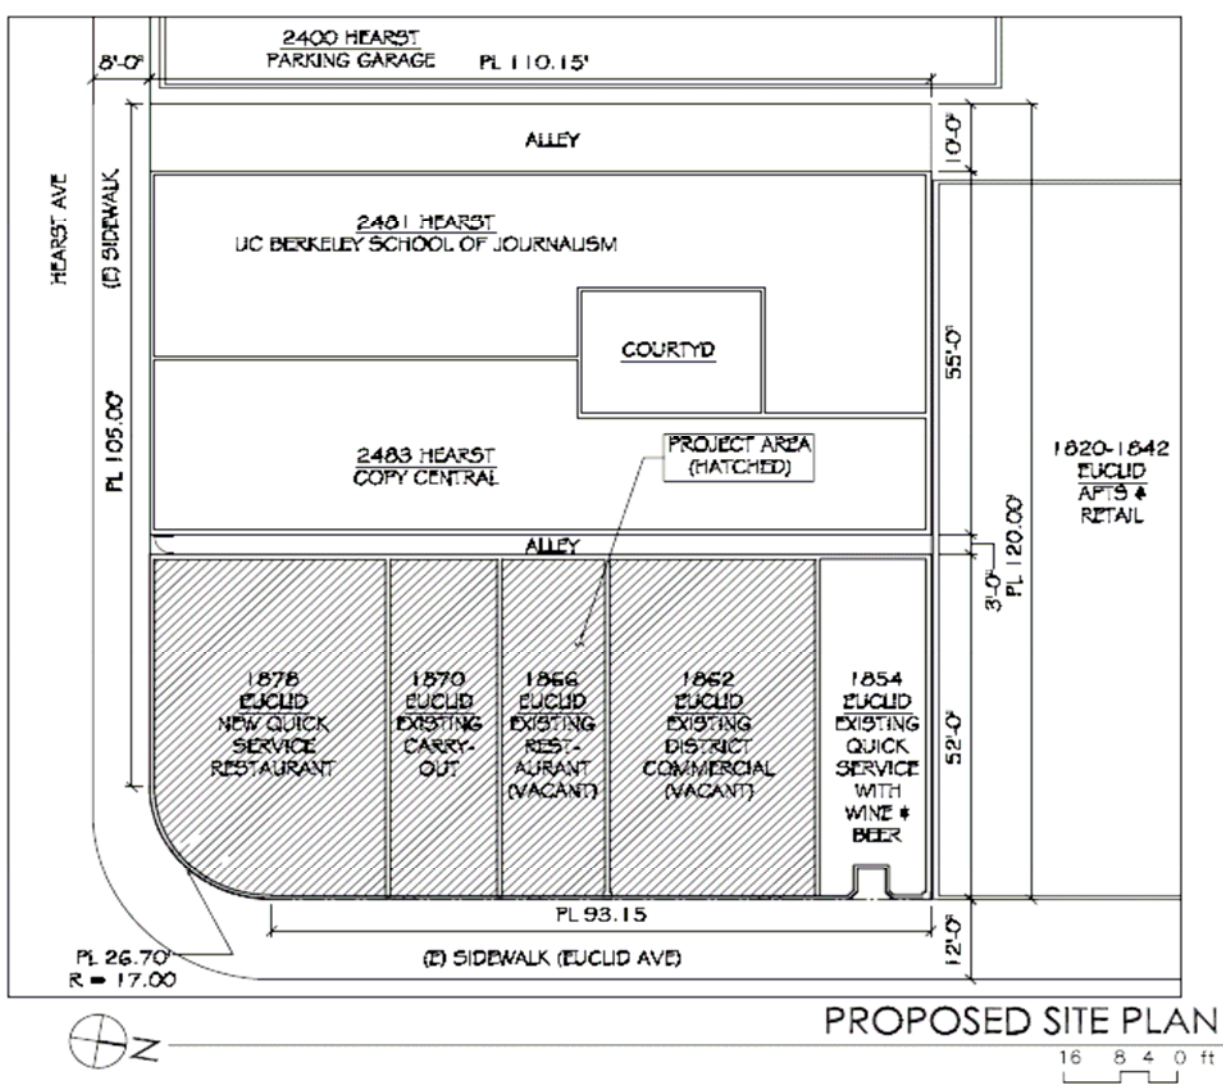 2400 HEARST
PARKING GARAGE
PL 110.15'
8'-0"
ALLEY
10'-0"
HEARST AVE
(E) SIDEWALK
2481 HEARST
UC BERKELEY SCHOOL OF JOURNALISM
COURTYD
55'-0"
PL 105.00'
2483 HEARST
COPY CENTRAL
PROJECT AREA
(HATCHED)
1820-1842
EUCLID
APTS &
RETAIL
ALLEY
3'-0"
PL 120.00'
1878
EUCLID
NEW QUICK
SERVICE
RESTAURANT
1870
EUCLID
EXISTING
CARRY-
OUT
1866
EUCLID
EXISTING
REST-
AURANT
(VACANT)
1862
EUCLID
EXISTING
DISTRICT
COMMERCIAL
(VACANT)
1854
EUCLID
EXISTING
QUICK
SERVICE
WITH
WINE &
BEER
52'-0"
PL 93.15
12'-0"
PL 26.70'
R = 17.00
(E) SIDEWALK (EUCLID AVE)
N
PROPOSED SITE PLAN
16 8 4 0 ft